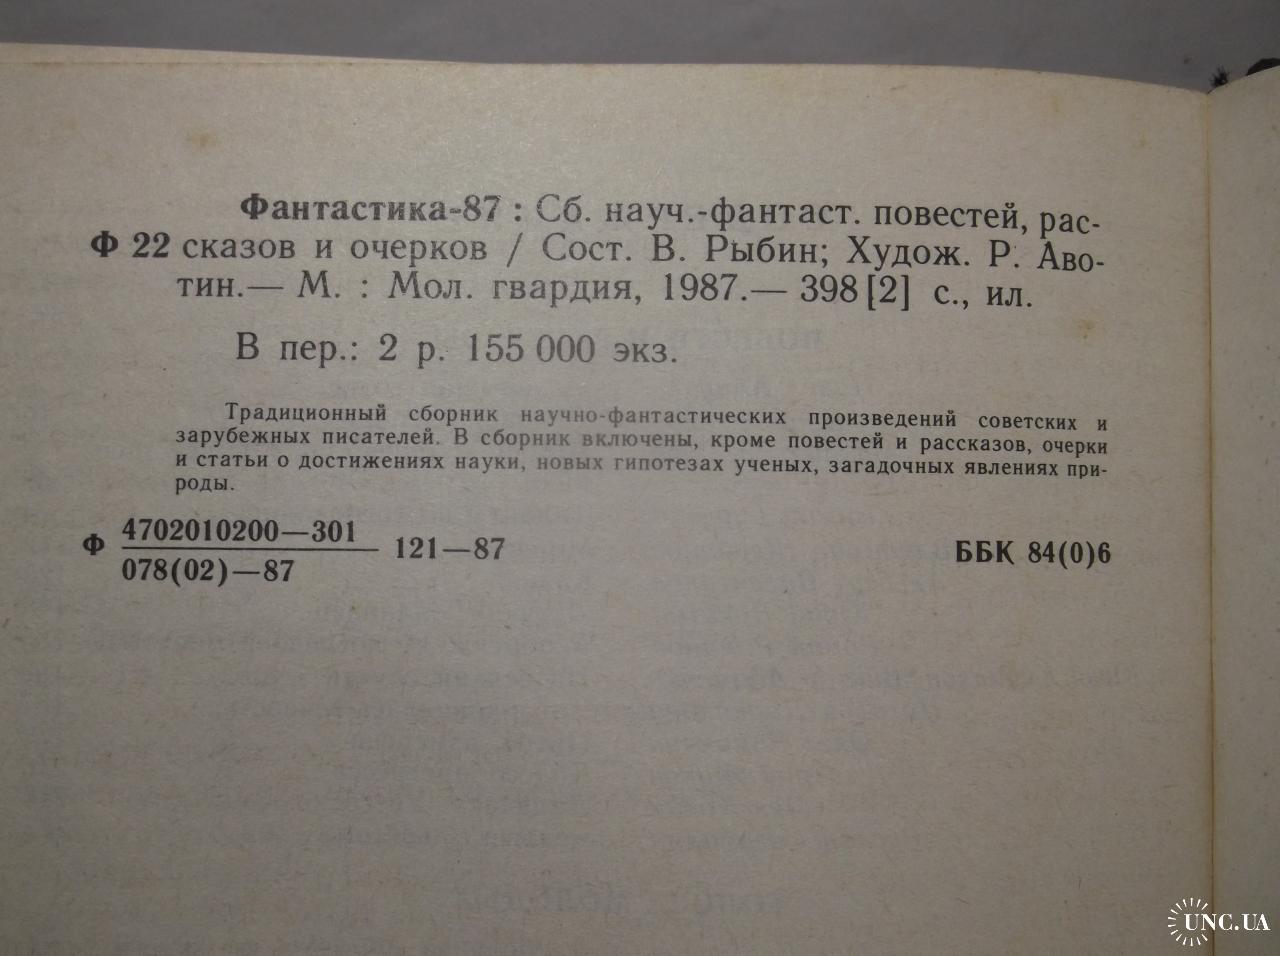 Фантастика-87 : Сб. науч.-фантаст. повестей, рас-
Ф 22 сказов и очерков / Сост. В. Рыбин; Худож. Р. Аво-
тин.— М. : Мол. гвардия, 1987.— 398 [2] с., ил.
В пер.: 2 р. 155 000 экз.
Традиционный сборник научно-фантастических произведений советских и
зарубежных писателей. В сборник включены, кроме повестей и рассказов, очерки
и статьи о достижениях науки, новых гипотезах ученых, загадочных явлениях при-
роды.
Ф 4702010200—301 121—87
078(02)—87
ББК 84(0)6
UNC.UA